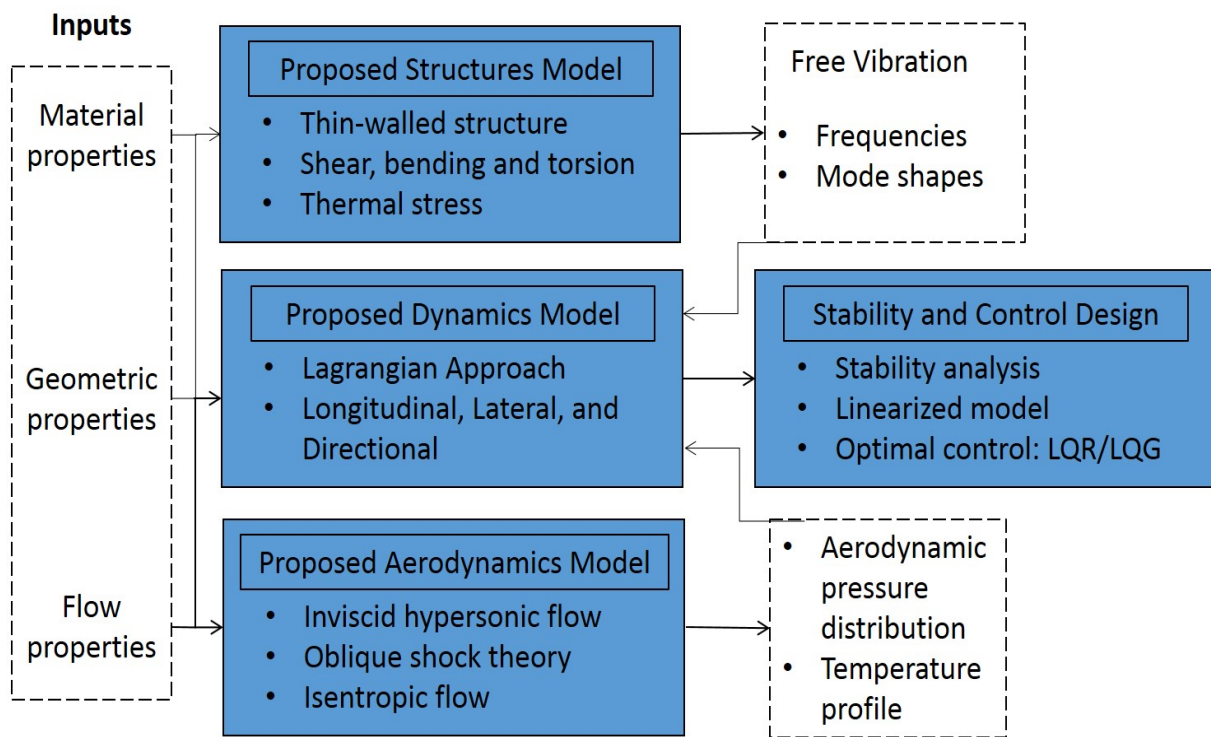 Inputs
Material
properties
Geometric
properties
Flow
properties
Proposed Structures Model
• Thin-walled structure
• Shear, bending and torsion
• Thermal stress
Free Vibration
• Frequencies
• Mode shapes
Proposed Dynamics Model
• Lagrangian Approach
• Longitudinal, Lateral, and
Directional
Stability and Control Design
• Stability analysis
• Linearized model
• Optimal control: LQR/LQG
Proposed Aerodynamics Model
• Inviscid hypersonic flow
• Oblique shock theory
• Isentropic flow
• Aerodynamic
pressure
distribution
• Temperature
profile